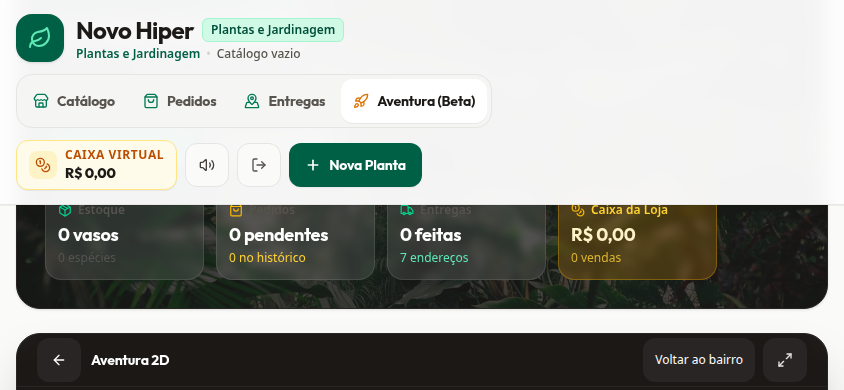 Novo Hiper
Plantas e Jardinagem
Plantas e Jardinagem • Catálogo vazio
Catálogo
Pedidos
Entregas
Aventura (Beta)
CAIXA VIRTUAL
R$ 0,00
+ Nova Planta
Estoque
Pedidos
Entregas
Caixa da Loja
0 vasos
0 pendentes
0 feitas
R$ 0,00
0 espécies
0 no histórico
7 endereços
0 vendas
Aventura 2D
Voltar ao bairro